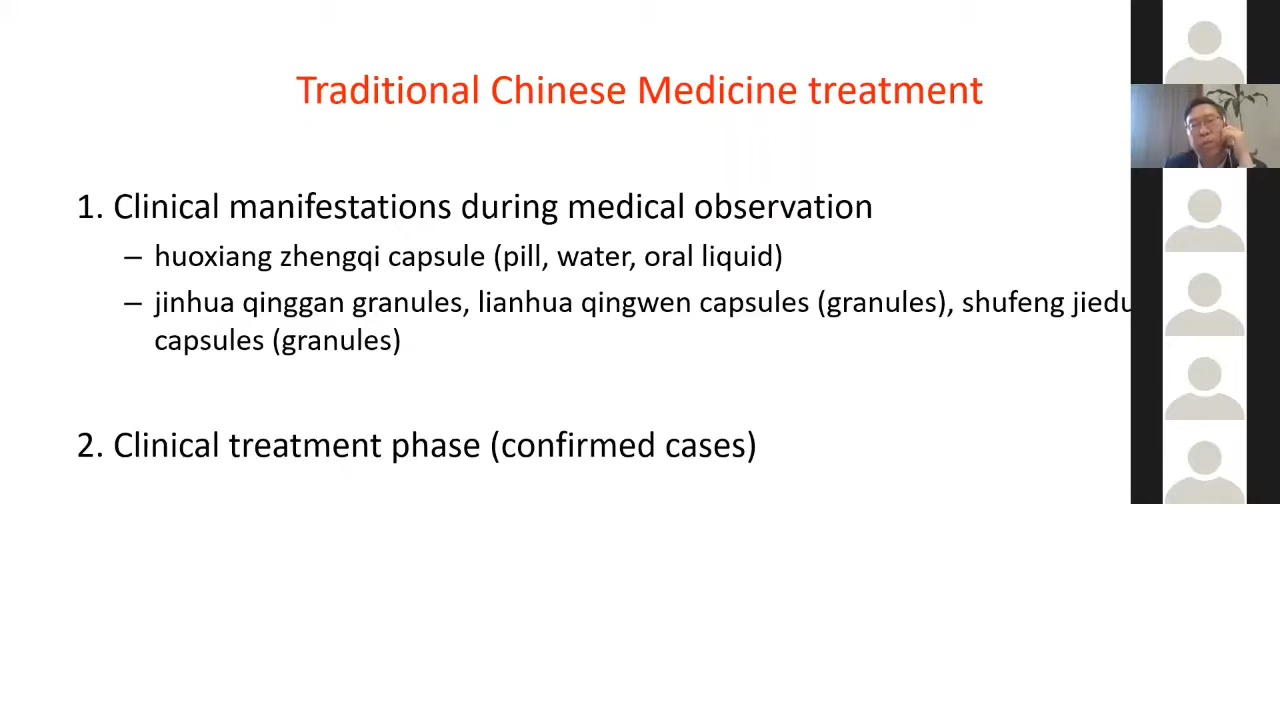 Traditional Chinese Medicine treatment
1. Clinical manifestations during medical observation
– huoxiang zhengqi capsule (pill, water, oral liquid)
– jinhua qinggan granules, lianhua qingwen capsules (granules), shufeng jiedu
capsules (granules)
2. Clinical treatment phase (confirmed cases)